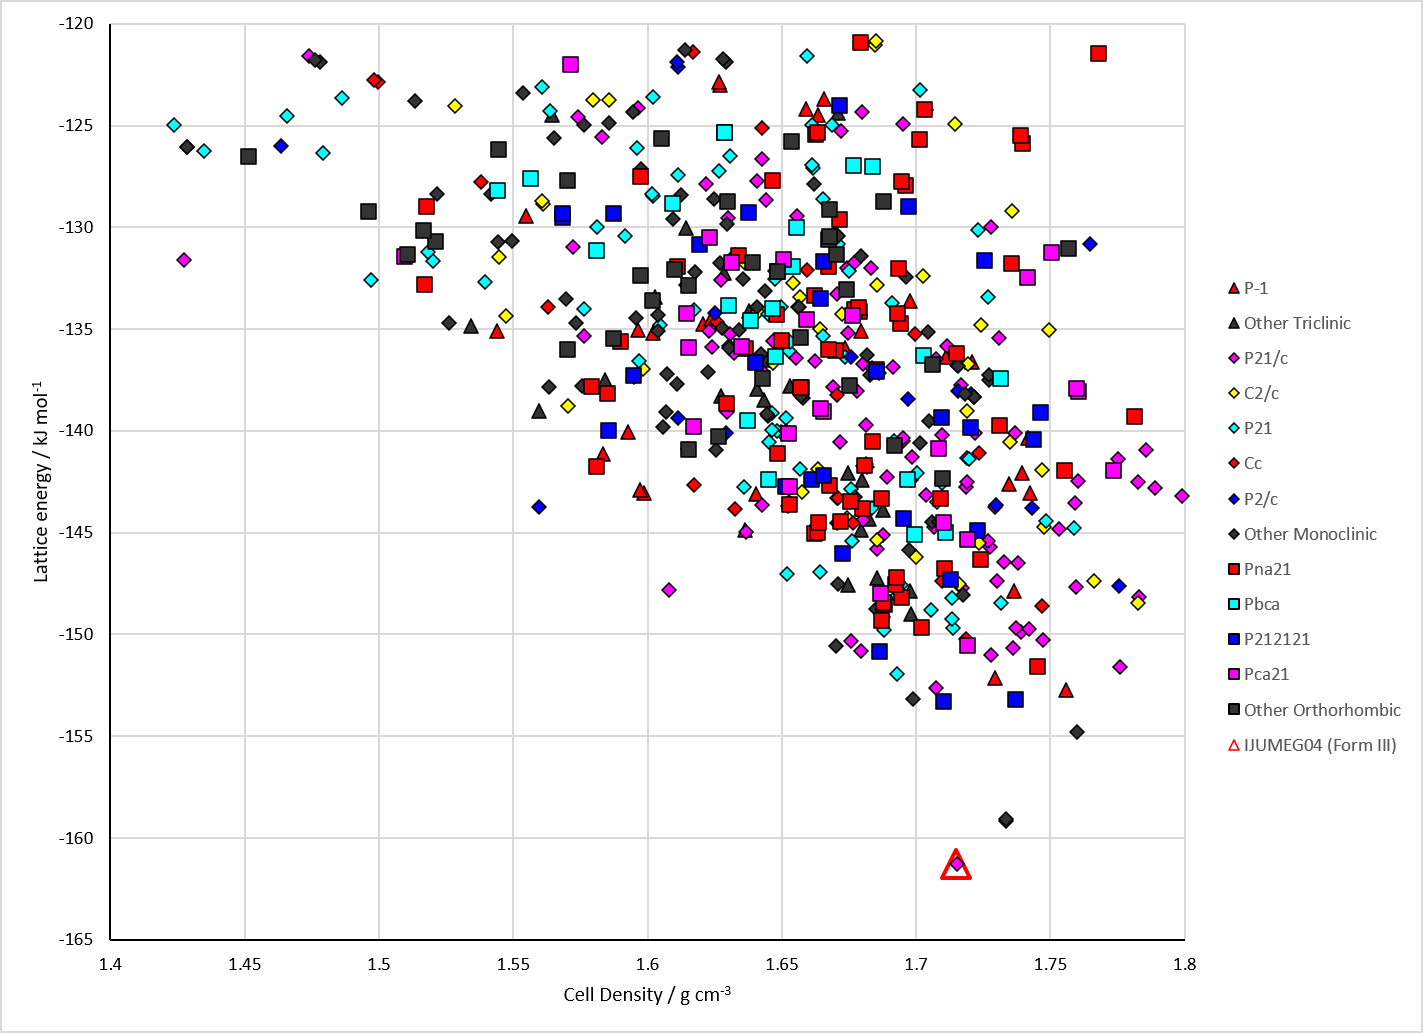 -120
-125
-130
-135
-140
-145
-150
-155
-160
-165
Lattice energy / kJ mol⁻¹
1.4 1.45 1.5 1.55 1.6 1.65 1.7 1.75 1.8
Cell Density / g cm⁻³
P-1
Other Triclinic
P21/c
C2/c
P21
Cc
P2/c
Other Monoclinic
Pna21
Pbca
P212121
Pca21
Other Orthorhombic
IJUMEG04 (Form III)